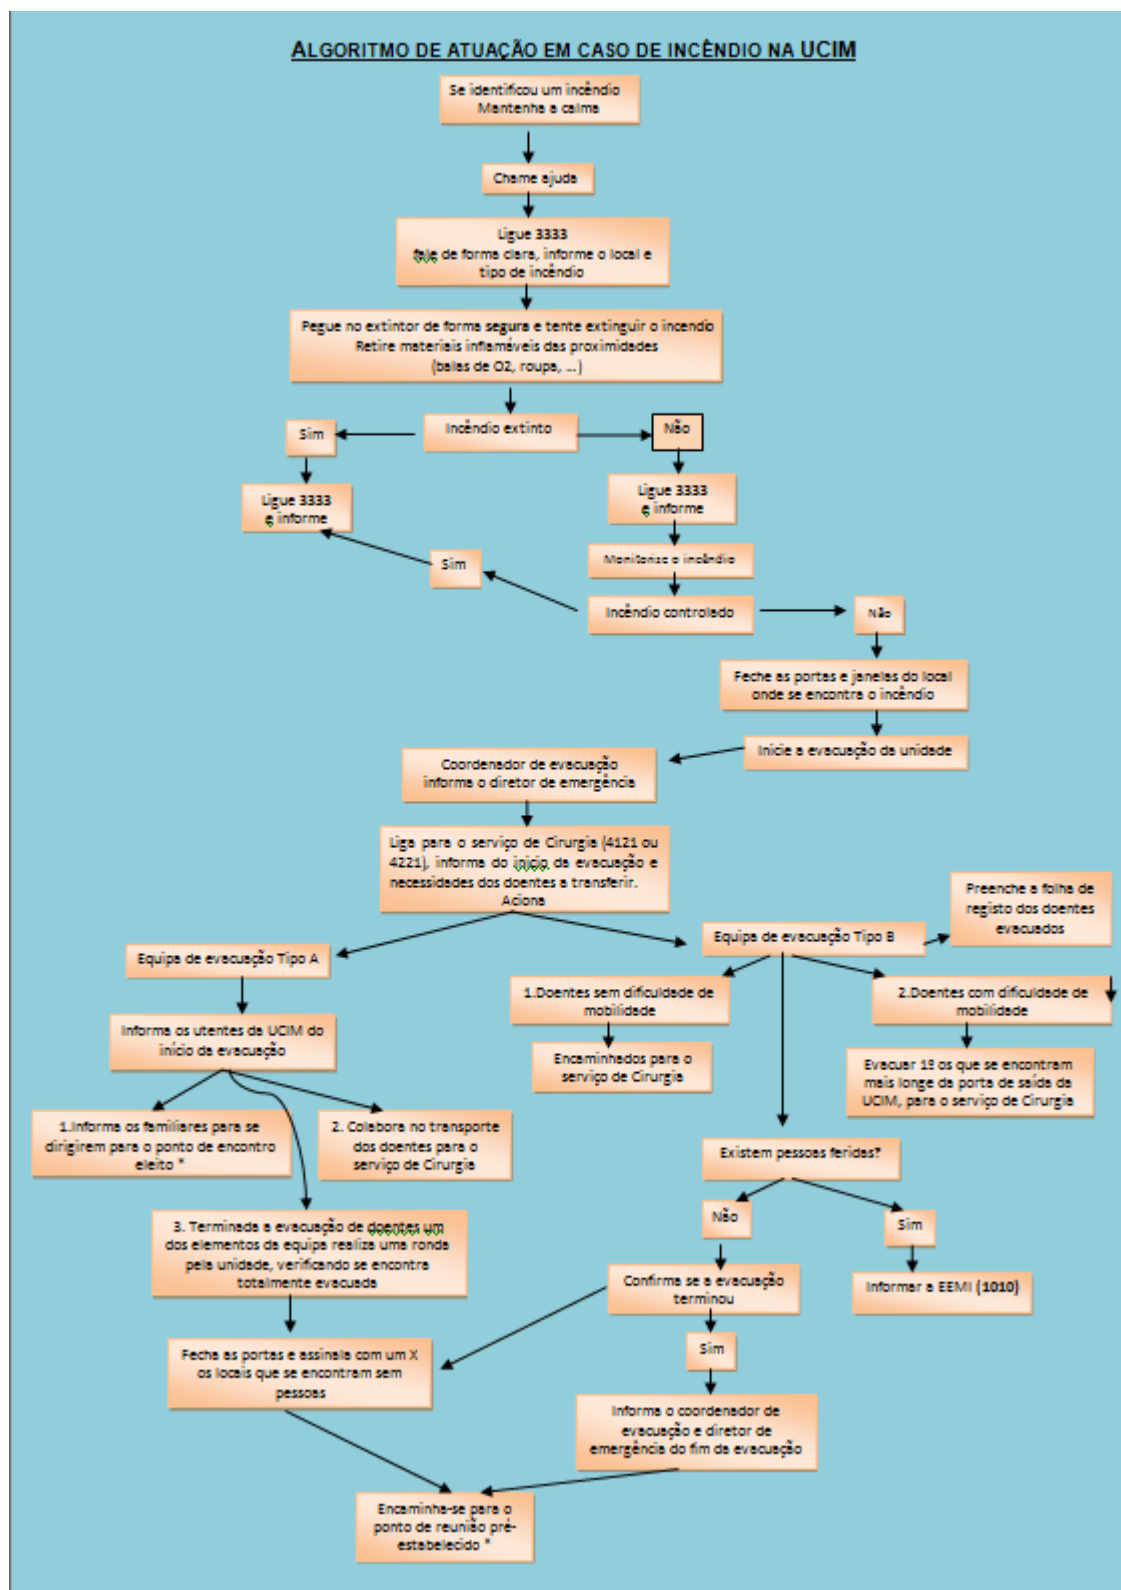 ALGORITMO DE ATUAÇÃO EM CASO DE INCÊNDIO NA UCIM
Se identificou um incêndio
Mantenha a calma
Chame ajuda
Ligue 3333
fale de forma clara, informe o local e
tipo de incêndio
Pegue no extintor de forma segura e tente extinguir o incendio
Retire materiais inflamáveis das proximidades
(balas de O2, roupa, ...)
Incêndio extinto
Sim
Não
Ligue 3333
e informe
Ligue 3333
e informe
Monitorize o incêndio
Sim
Incêndio controlado
Não
Feche as portas e janelas do local
onde se encontra o incêndio
Inicie a evacuação da unidade
Coordenador de evacuação
informa o diretor de emergência
Liga para o serviço de Cirurgia (4121 ou
4221), informa do inicio da evacuação e
necessidades dos doentes a transferir.
Aciona
Preenche a folha de
registo dos doentes
evacuados
Equipa de evacuação Tipo A
Equipa de evacuação Tipo B
1.Doentes sem dificuldade de
mobilidade
2.Doentes com dificuldade de
mobilidade
Informa os utentes da UCIM do
início da evacuação
Encaminhados para o
serviço de Cirurgia
Evacuar 1º os que se encontram
mais longe da porta de saída da
UCIM, para o serviço de Cirurgia
1.Informa os familiares para se
dirigirem para o ponto de encontro
eleito *
2. Colabora no transporte
dos doentes para o
serviço de Cirurgia
Existem pessoas feridas?
Não
Sim
3. Terminada a evacuação de doentes um
dos elementos da equipa realiza uma ronda
pela unidade, verificando se encontra
totalmente evacuada
Confirma se a evacuação
terminou
Informar a EEMI (1010)
Sim
Fecha as portas e assinala com um X
os locais que se encontram sem
pessoas
Informa o coordenador de
evacuação e diretor de
emergência do fim da evacuação
Encaminha-se para o
ponto de reunião pré-
estabelecido *